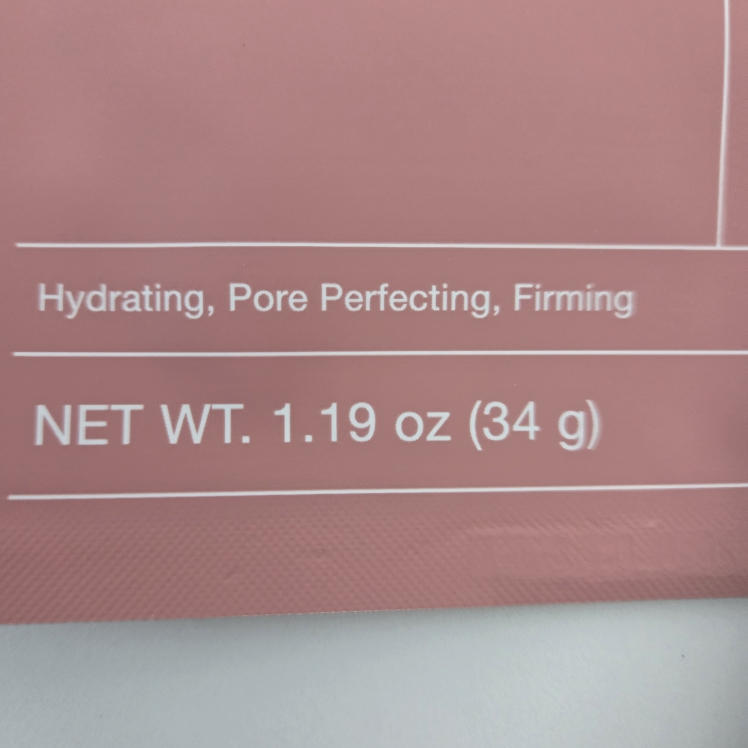 Hydrating, Pore Perfecting, Firming
NET WT. 1.19 oz (34 g)